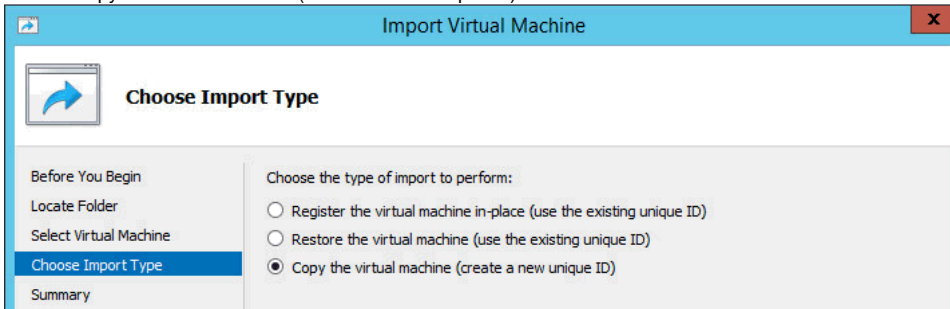 Import Virtual Machine
x
Choose Import Type
Before You Begin
Locate Folder
Select Virtual Machine
Choose Import Type
Summary
Choose the type of import to perform:
Register the virtual machine in-place (use the existing unique ID)
Restore the virtual machine (use the existing unique ID)
Copy the virtual machine (create a new unique ID)